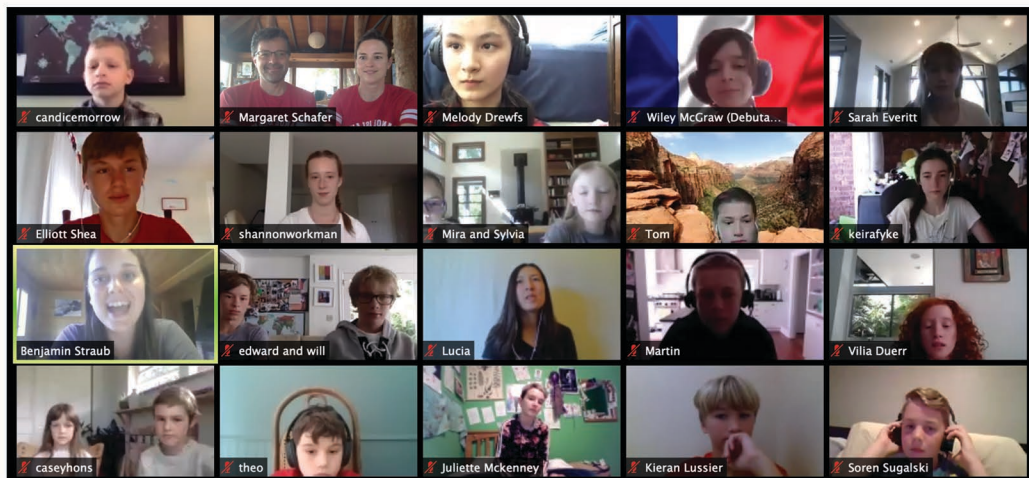 candicemorrow
Margaret Schafer
Melody Drewfs
Wiley McGraw (Debuta...
Sarah Everitt
Elliott Shea
shannonworkman
Mira and Sylvia
Tom
keirafyke
Benjamin Straub
edward and will
Lucia
Martin
Vilia Duerr
caseyhons
theo
Juliette Mckenney
Kieran Lussier
Soren Sugalski